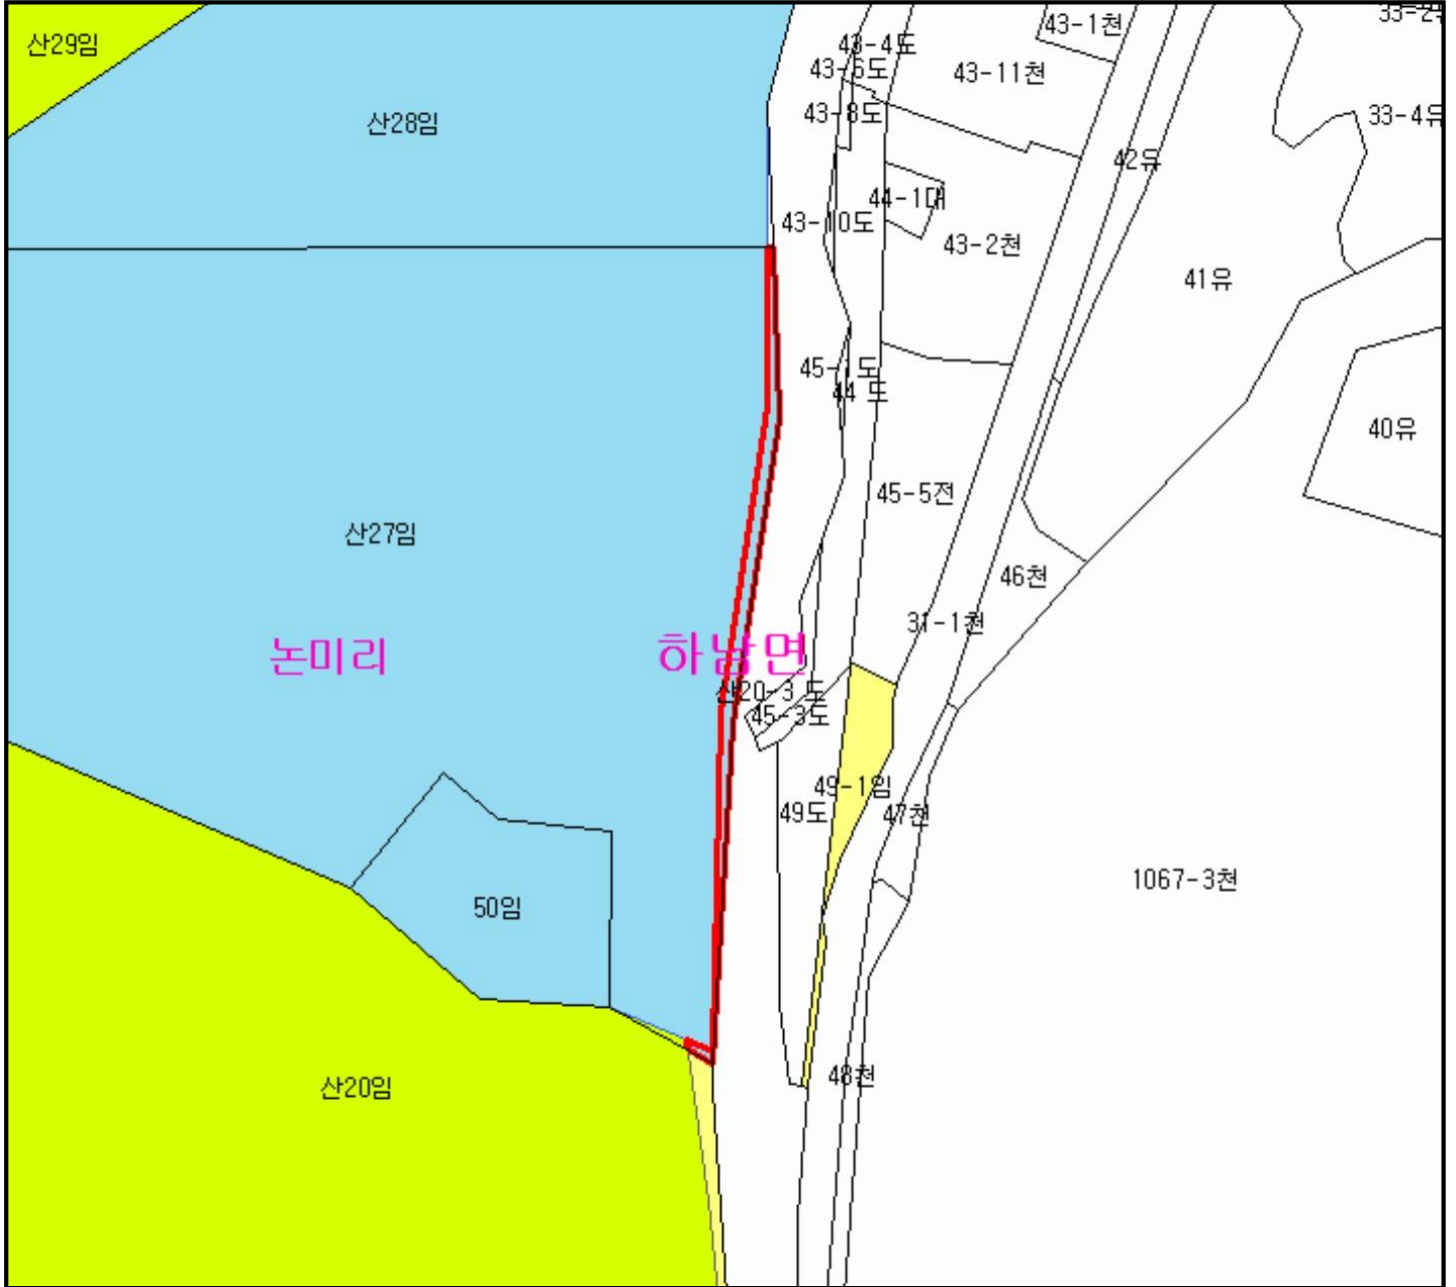 43-1천
산29임
43-4도
43-6도
43-11천
43-8도
33-4유
산28임
42유
44-1대
43-10도
43-2천
41유
45-1도
44 도
40유
45-5전
산27임
46천
31-1천
논미리
하남면
산20-3 도
45-3도
49-1임
49도
47천
1067-3천
50임
48천
산20임